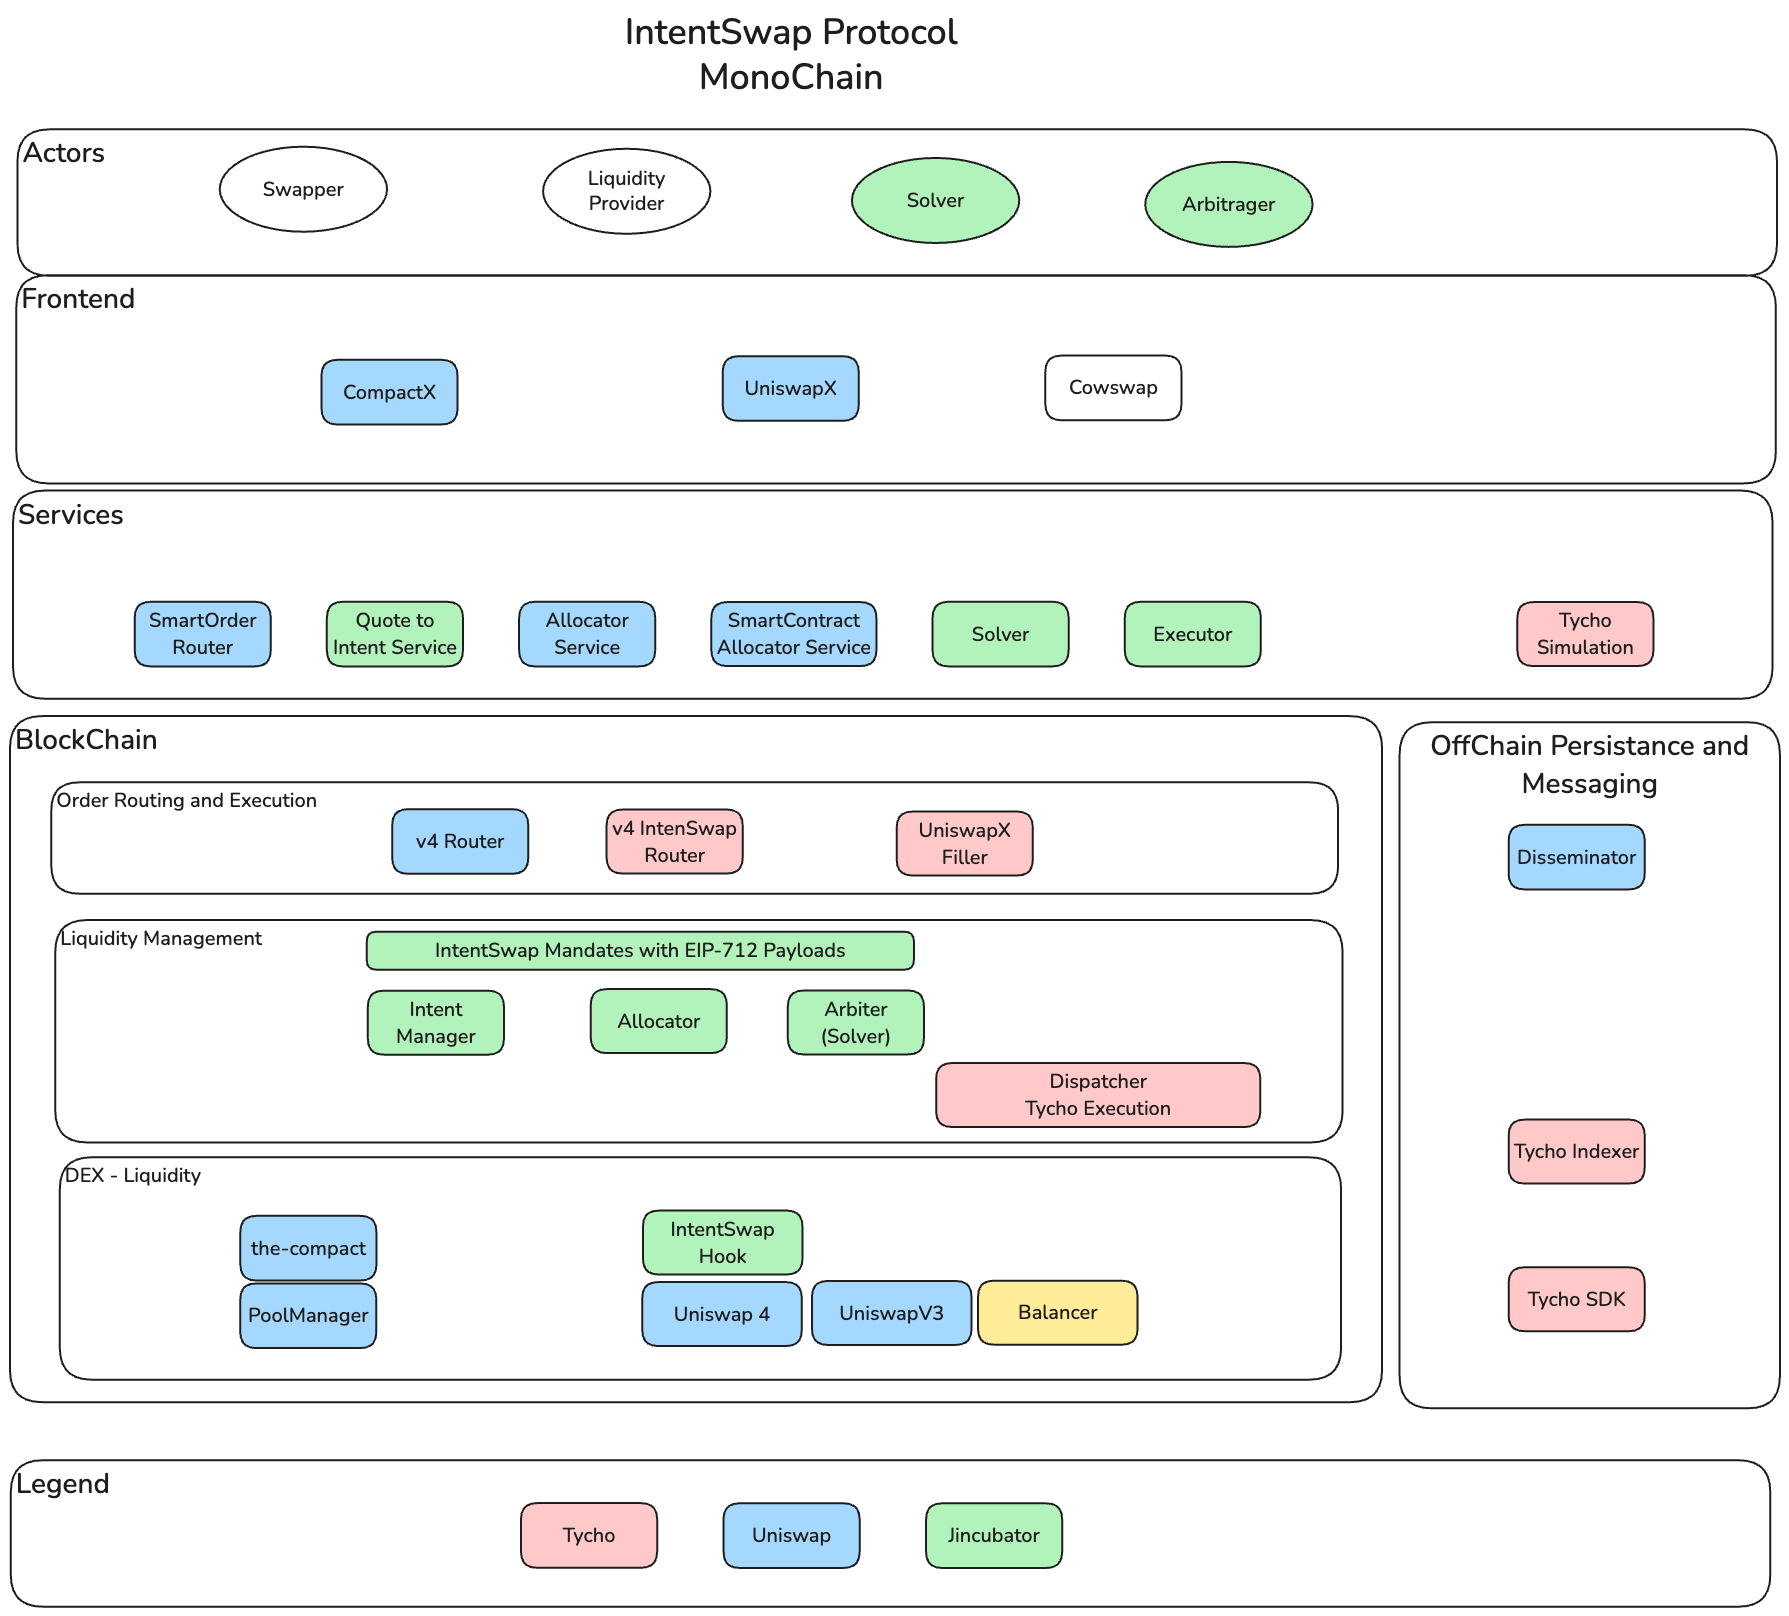 IntentSwap Protocol
MonoChain
Actors
Swapper
Liquidity
Provider
Solver
Arbitrager
Frontend
CompactX
UniswapX
Cowswap
Services
SmartOrder
Router
Quote to
Intent Service
Allocator
Service
SmartContract
Allocator Service
Solver
Executor
Tycho
Simulation
BlockChain
Order Routing and Execution
v4 Router
v4 IntenSwap
Router
UniswapX
Filler
Liquidity Management
IntentSwap Mandates with EIP-712 Payloads
Intent
Manager
Allocator
Arbiter
(Solver)
Dispatcher
Tycho Execution
DEX - Liquidity
the-compact
PoolManager
IntentSwap
Hook
Uniswap 4
UniswapV3
Balancer
OffChain Persistance and
Messaging
Disseminator
Tycho Indexer
Tycho SDK
Legend
Tycho
Uniswap
Jincubator